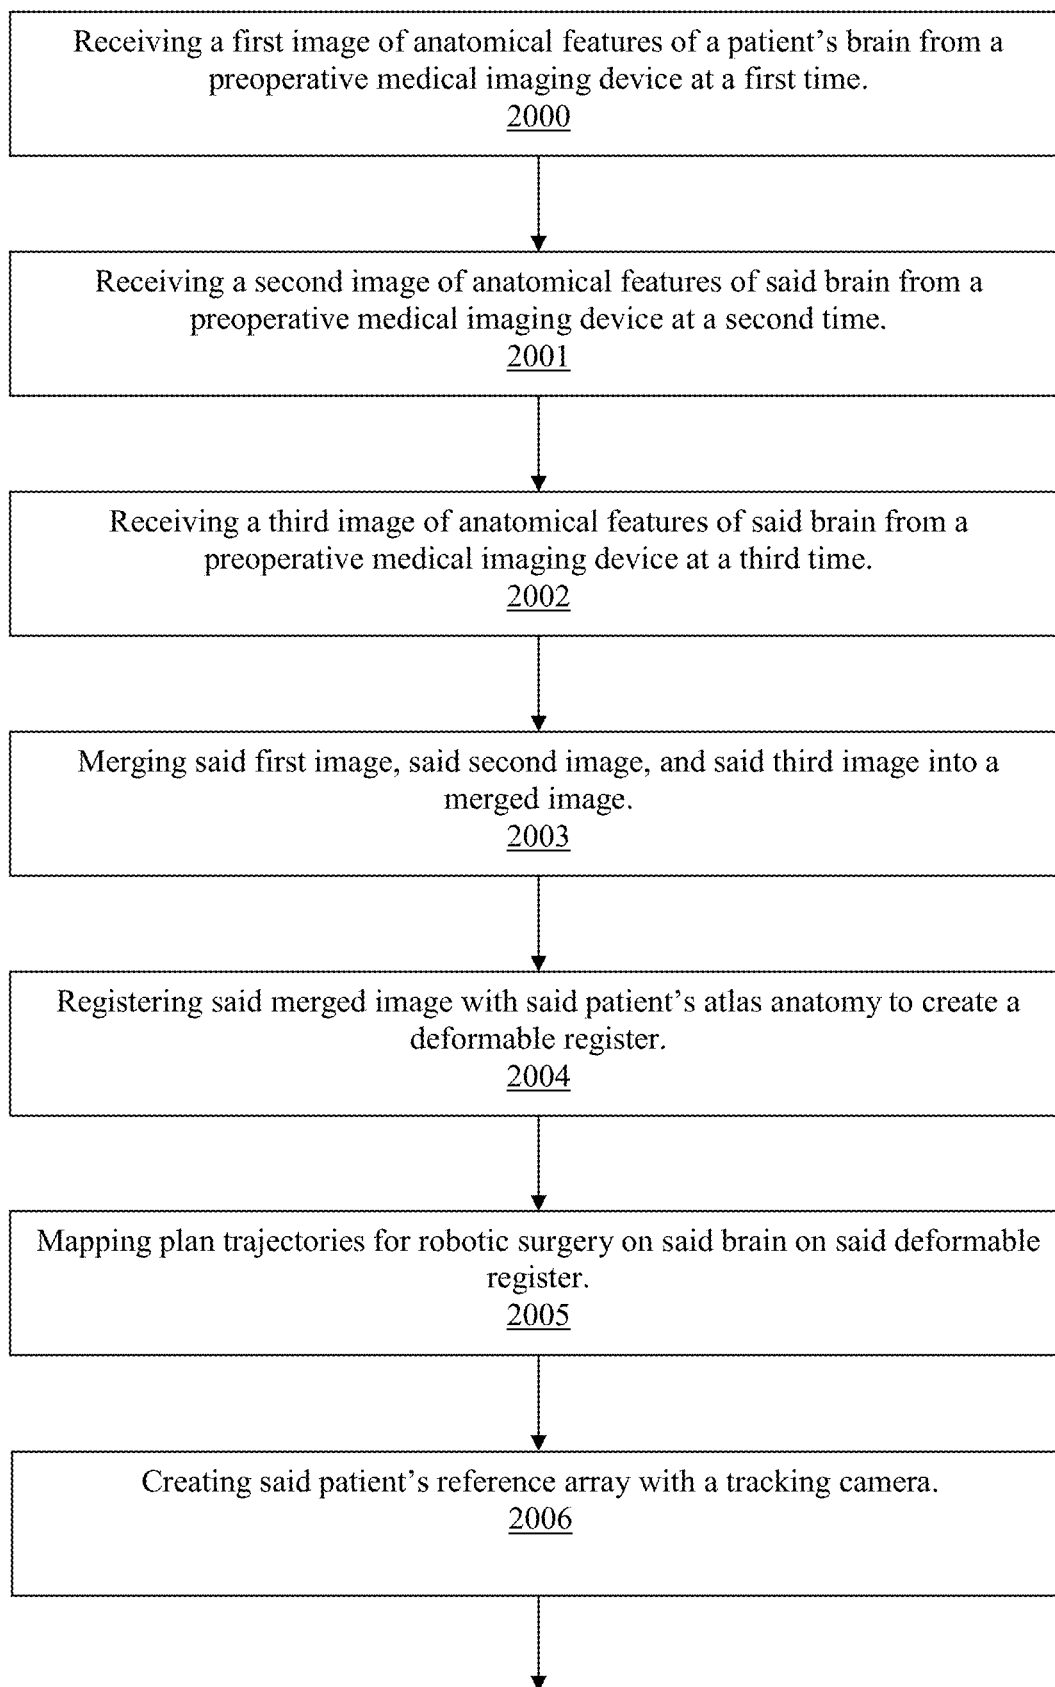 Receiving a first image of anatomical features of a patient's brain from a
preoperative medical imaging device at a first time.
2000
Receiving a second image of anatomical features of said brain from a
preoperative medical imaging device at a second time.
2001
Receiving a third image of anatomical features of said brain from a
preoperative medical imaging device at a third time.
2002
Merging said first image, said second image, and said third image into a
merged image.
2003
Registering said merged image with said patient's atlas anatomy to create a
deformable register.
2004
Mapping plan trajectories for robotic surgery on said brain on said deformable
register.
2005
Creating said patient's reference array with a tracking camera.
2006